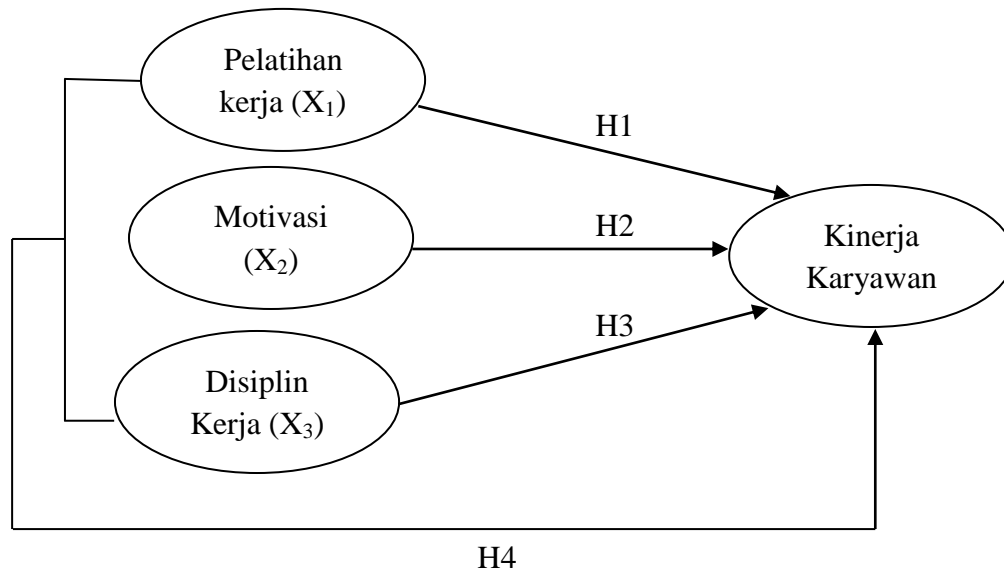 Pelatihan
kerja (X₁)
H1
Motivasi
(X₂)
H2
Kinerja
Karyawan
H3
Disiplin
Kerja (X₃)
H4